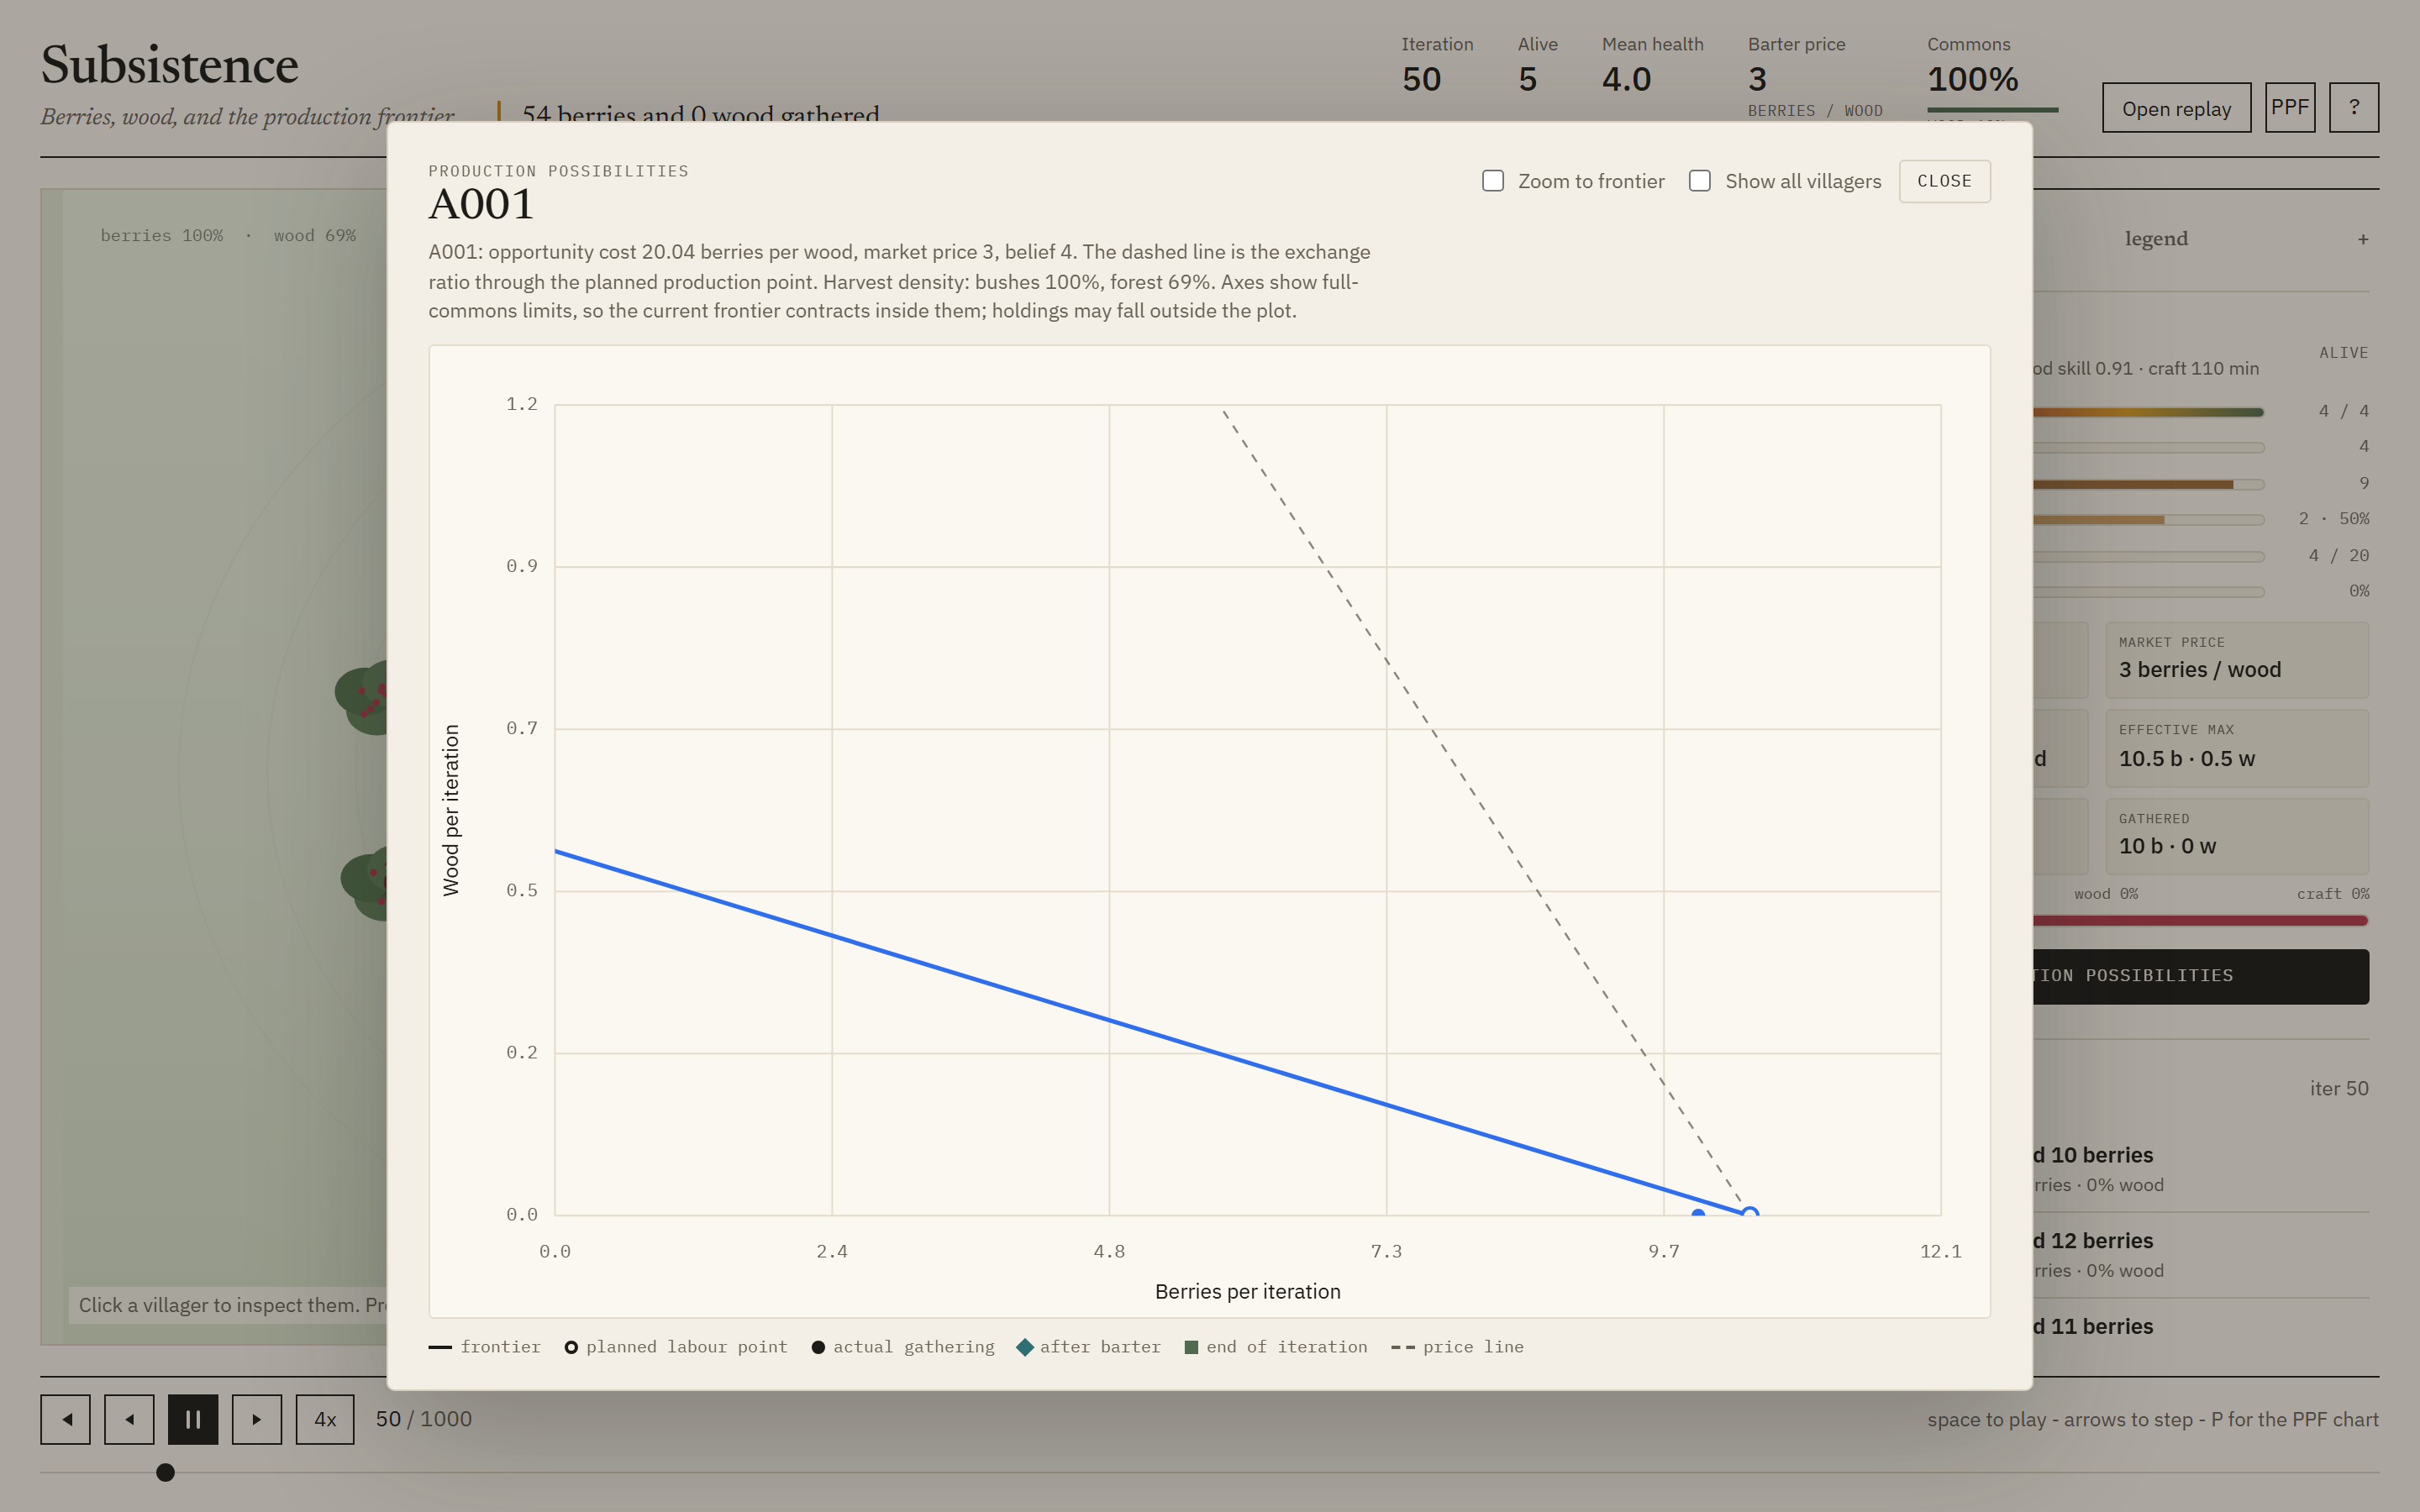 Subsistence
Berries, wood, and the production frontier
54 berries and 0 wood gathered
Iteration
50
Alive
5
Mean health
4.0
Barter price
3
BERRIES / WOOD
Commons
100%
Open replay
PPF
?
berries 100% · wood 69%
PRODUCTION POSSIBILITIES
A001
Zoom to frontier
Show all villagers
CLOSE
A001: opportunity cost 20.04 berries per wood, market price 3, belief 4. The dashed line is the exchange
ratio through the planned production point. Harvest density: bushes 100%, forest 69%. Axes show full-
commons limits, so the current frontier contracts inside them; holdings may fall outside the plot.
1.2
0.9
0.7
0.5
0.2
0.0
Wood per iteration
0.0
2.4
4.8
7.3
9.7
12.1
Berries per iteration
frontier
planned labour point
actual gathering
after barter
end of iteration
price line
legend
+
ALIVE
od skill 0.91 · craft 110 min
4 / 4
4
9
2 · 50%
4 / 20
0%
MARKET PRICE
3 berries / wood
EFFECTIVE MAX
d
10.5 b · 0.5 w
GATHERED
10 b · 0 w
wood 0%
craft 0%
TION POSSIBILITIES
iter 50
d 10 berries
rries · 0% wood
d 12 berries
rries · 0% wood
d 11 berries
Click a villager to inspect them. Pr
4x
50 / 1000
space to play - arrows to step - P for the PPF chart